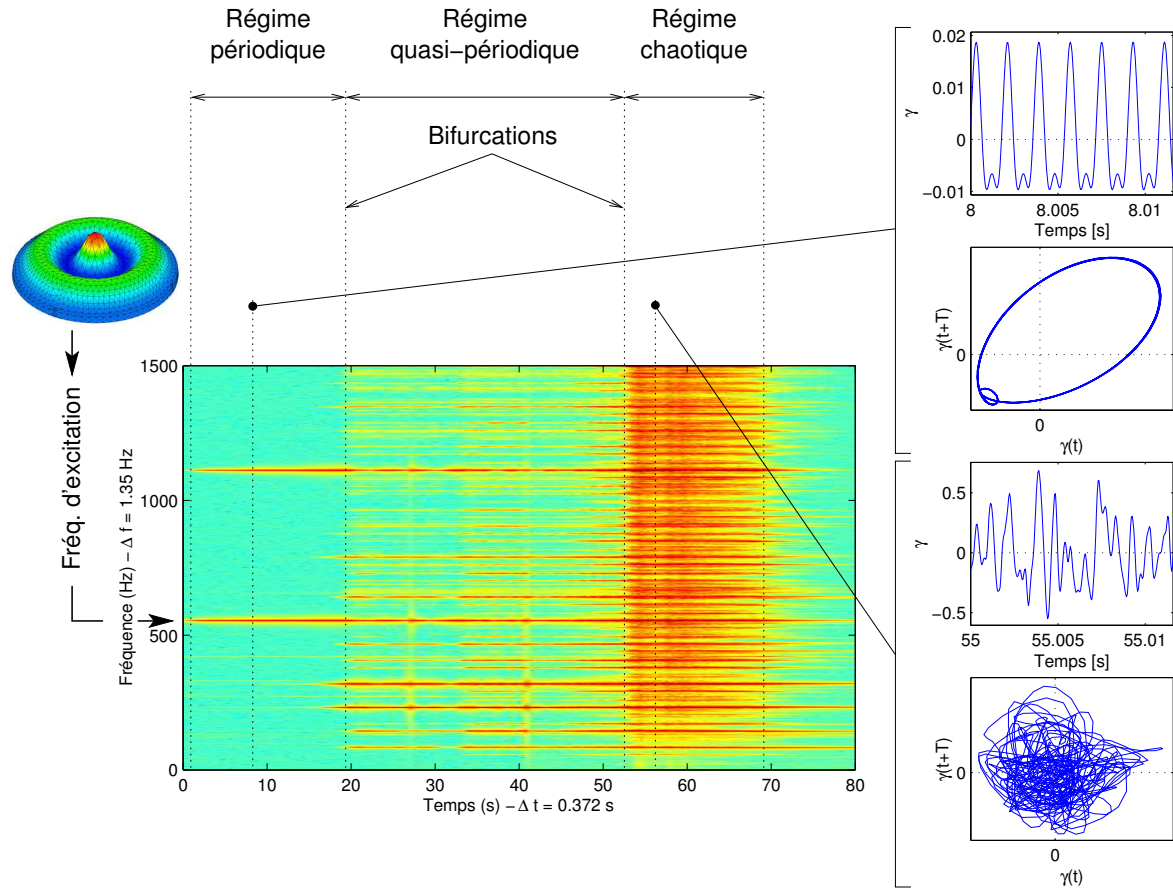 Régime
périodique
Régime
quasi−périodique
Régime
chaotique
Bifurcations
Fréq. d'excitation
Fréquence (Hz) − Δ f = 1.35 Hz
1500
1000
500
0
0 10 20 30 40 50 60 70 80
Temps (s) − Δ t = 0.372 s
γ
0.02
0.01
0
−0.01
8 8.005 8.01
Temps [s]
γ(t+T)
0
0
γ(t)
γ
0.5
0
−0.5
55 55.005 55.01
Temps [s]
γ(t+T)
0
0
γ(t)